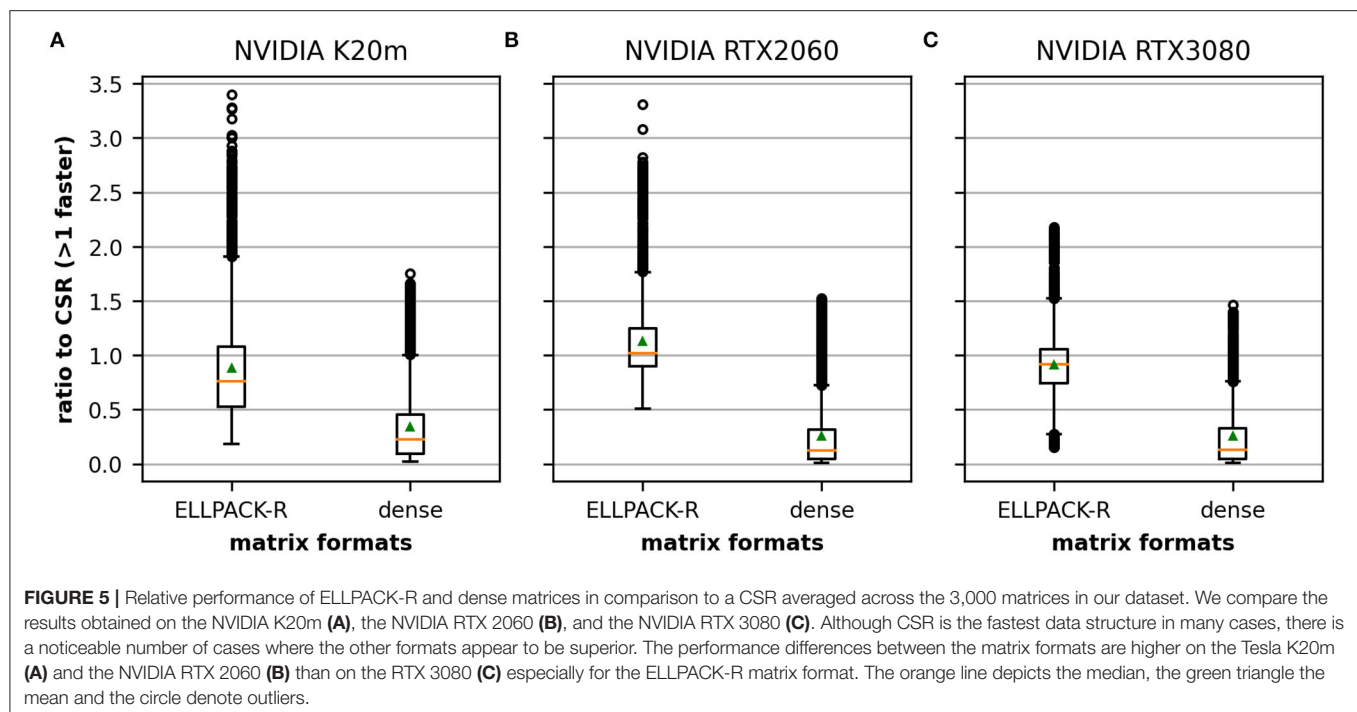 A
NVIDIA K20m
B
NVIDIA RTX2060
C
NVIDIA RTX3080
ratio to CSR (>1 faster)
3.5
3.0
2.5
2.0
1.5
1.0
0.5
0.0
ELLPACK-R dense
matrix formats
ELLPACK-R dense
matrix formats
ELLPACK-R dense
matrix formats
FIGURE 5 | Relative performance of ELLPACK-R and dense matrices in comparison to a CSR averaged across the 3,000 matrices in our dataset. We compare the
results obtained on the NVIDIA K20m (A), the NVIDIA RTX 2060 (B), and the NVIDIA RTX 3080 (C). Although CSR is the fastest data structure in many cases, there is
a noticeable number of cases where the other formats appear to be superior. The performance differences between the matrix formats are higher on the Tesla K20m
(A) and the NVIDIA RTX 2060 (B) than on the RTX 3080 (C) especially for the ELLPACK-R matrix format. The orange line depicts the median, the green triangle the
mean and the circle denote outliers.